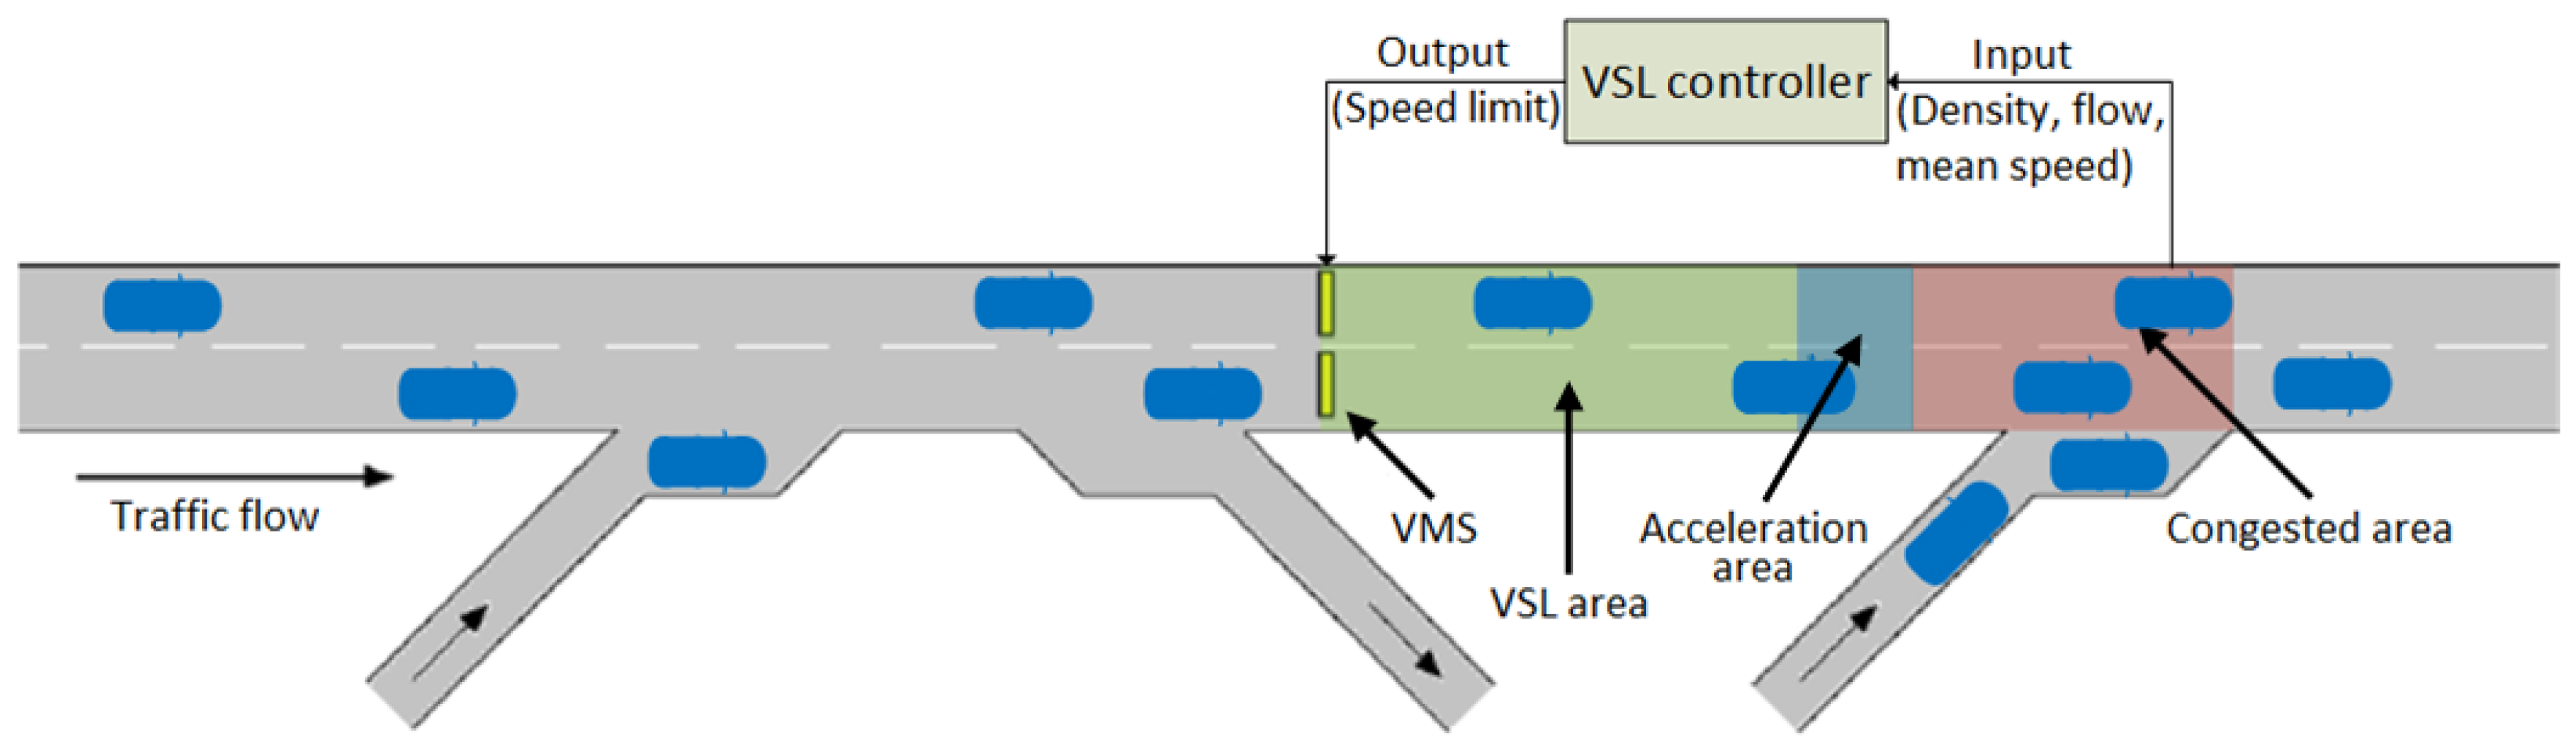 Output
(Speed limit)
VSL controller
Input
(Density, flow,
mean speed)
Traffic flow
VMS
VSL area
Acceleration
area
Congested area